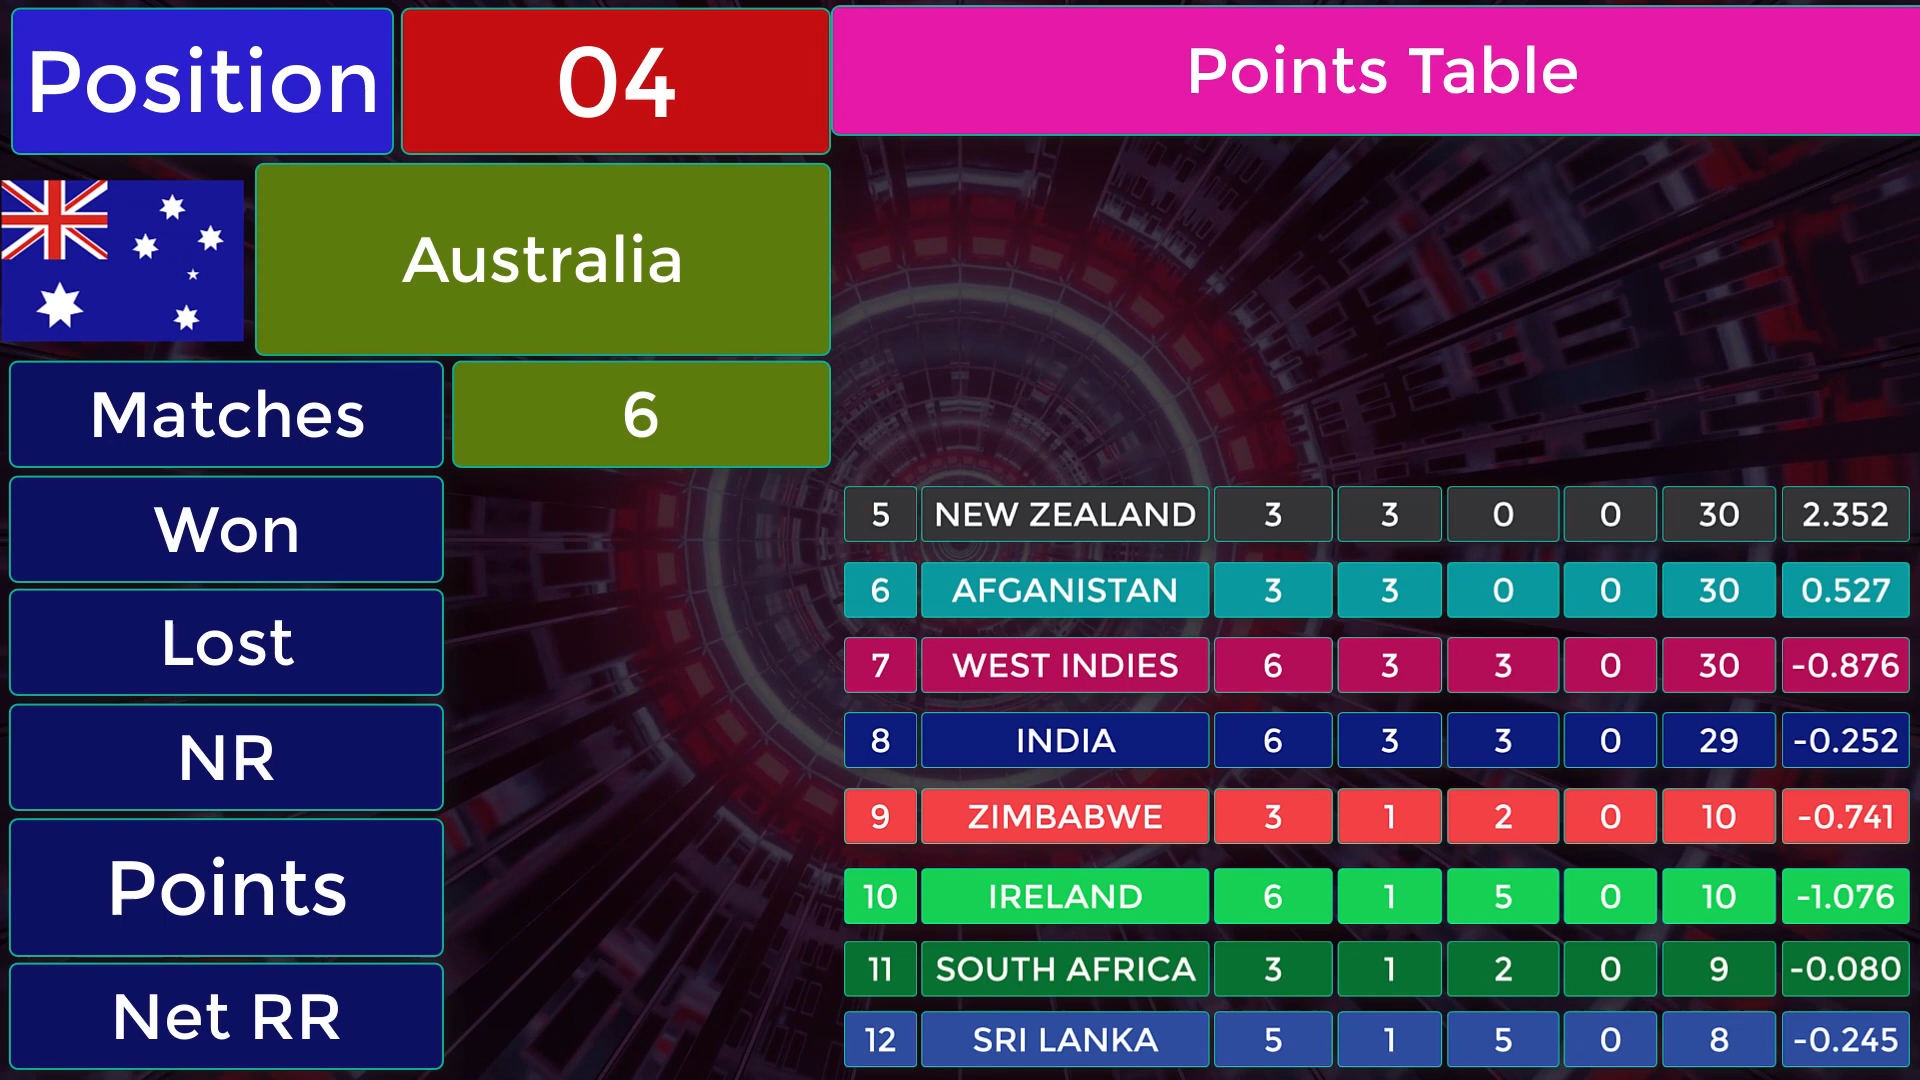 Position 04
Points Table
Australia
Matches 6
Won
Lost
NR
Points
Net RR
5 NEW ZEALAND 3 3 0 0 30 2.352
6 AFGANISTAN 3 3 0 0 30 0.527
7 WEST INDIES 6 3 3 0 30 -0.876
8 INDIA 6 3 3 0 29 -0.252
9 ZIMBABWE 3 1 2 0 10 -0.741
10 IRELAND 6 1 5 0 10 -1.076
11 SOUTH AFRICA 3 1 2 0 9 -0.080
12 SRI LANKA 5 1 5 0 8 -0.245